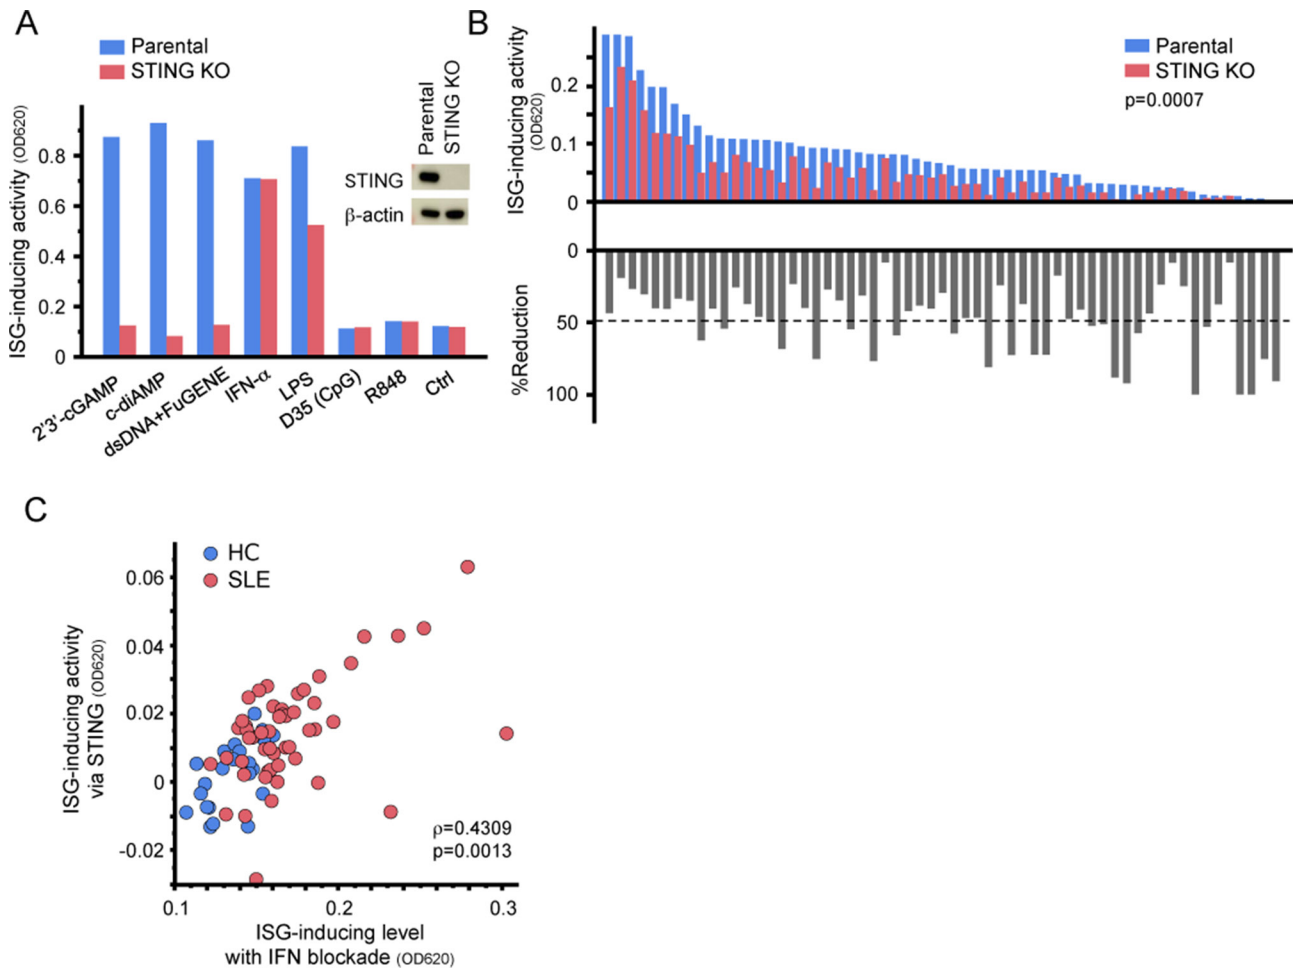 A
Parental
STING KO
ISG-inducing activity (OD620)
0.8
0.6
0.4
0.2
0
2'3'-cGAMP
c-diAMP
dsDNA+FuGENE
IFN-α
LPS
D35 (CpG)
R848
Ctrl
Parental
STING KO
STING
β-actin
B
Parental
STING KO
p=0.0007
ISG-inducing activity
(OD620)
0.2
0.1
0
0
50
100
%Reduction
C
HC
SLE
ISG-inducing activity
via STING (OD620)
0.06
0.04
0.02
0
-0.02
ρ=0.4309
p=0.0013
0.1
0.2
0.3
ISG-inducing level
with IFN blockade (OD620)